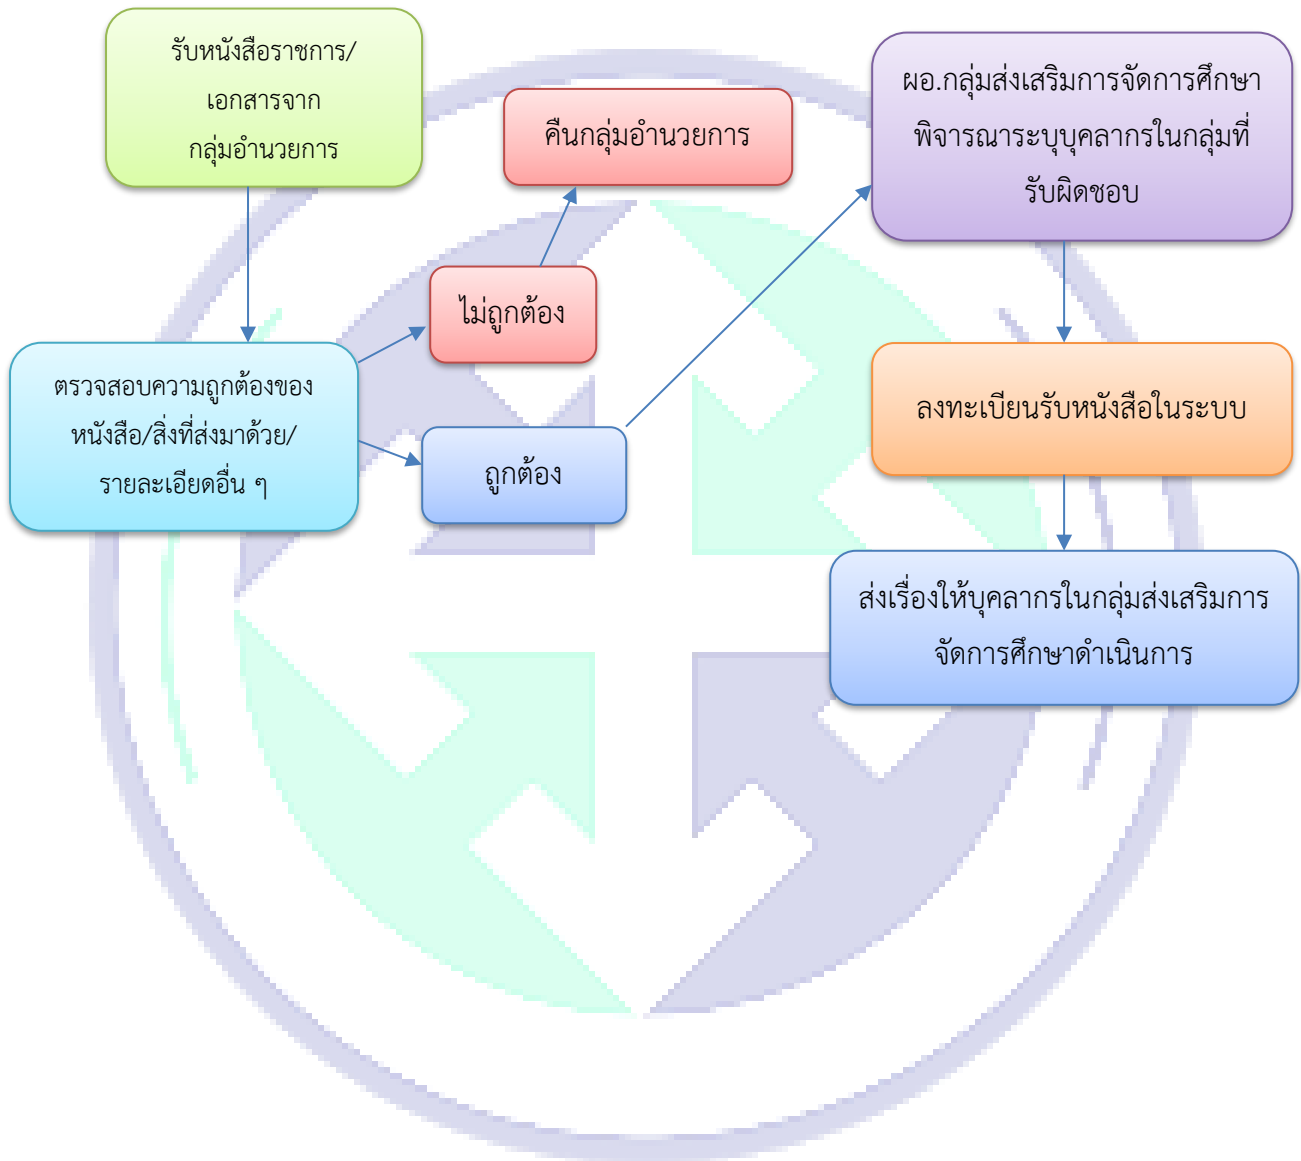 รับหนังสือราชการ/
เอกสารจาก
กลุ่มอำนวยการ
ตรวจสอบความถูกต้องของ
หนังสือ/สิ่งที่ส่งมาด้วย/
รายละเอียดอื่น ๆ
ไม่ถูกต้อง
คืนกลุ่มอำนวยการ
ถูกต้อง
ผอ.กลุ่มส่งเสริมการจัดการศึกษา
พิจารณาระบุบุคลากรในกลุ่มที่
รับผิดชอบ
ลงทะเบียนรับหนังสือในระบบ
ส่งเรื่องให้บุคลากรในกลุ่มส่งเสริมการ
จัดการศึกษาดำเนินการ